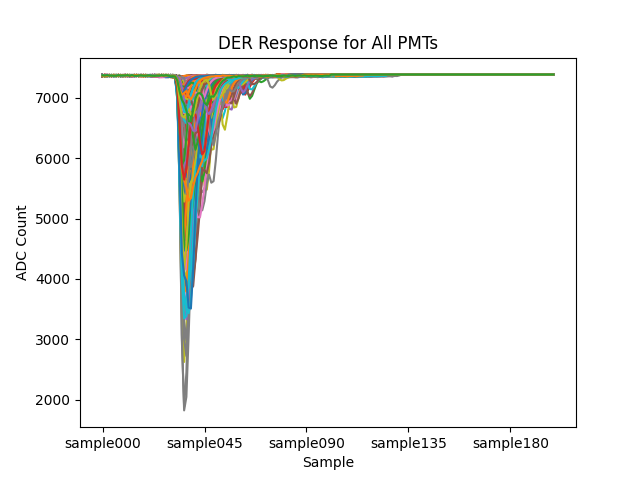 DER Response for All PMTs
7000
6000
5000
4000
3000
2000
ADC Count
sample000 sample045 sample090 sample135 sample180
Sample